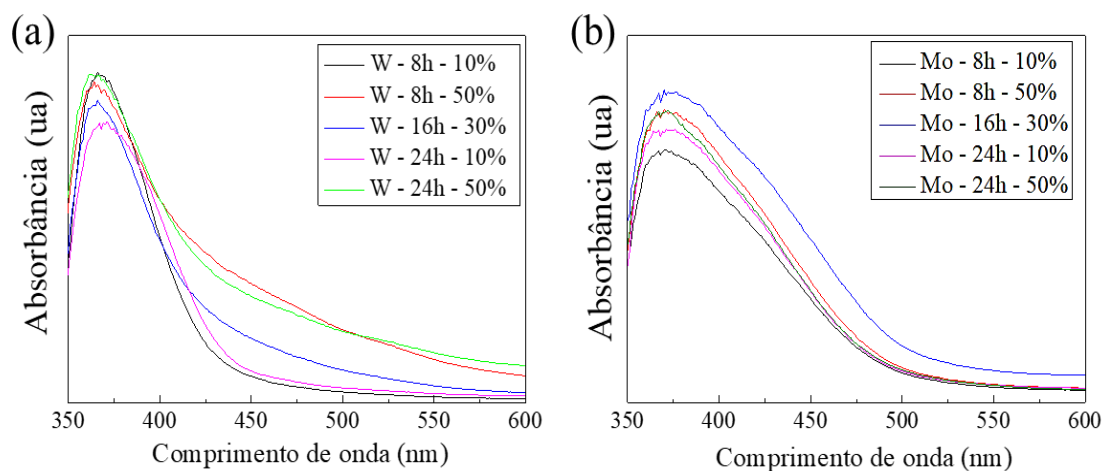 (a)
Absorbância (ua)
W - 8h - 10%
W - 8h - 50%
W - 16h - 30%
W - 24h - 10%
W - 24h - 50%
350 400 450 500 550 600
Comprimento de onda (nm)
(b)
Absorbância (ua)
Mo - 8h - 10%
Mo - 8h - 50%
Mo - 16h - 30%
Mo - 24h - 10%
Mo - 24h - 50%
350 400 450 500 550 600
Comprimento de onda (nm)